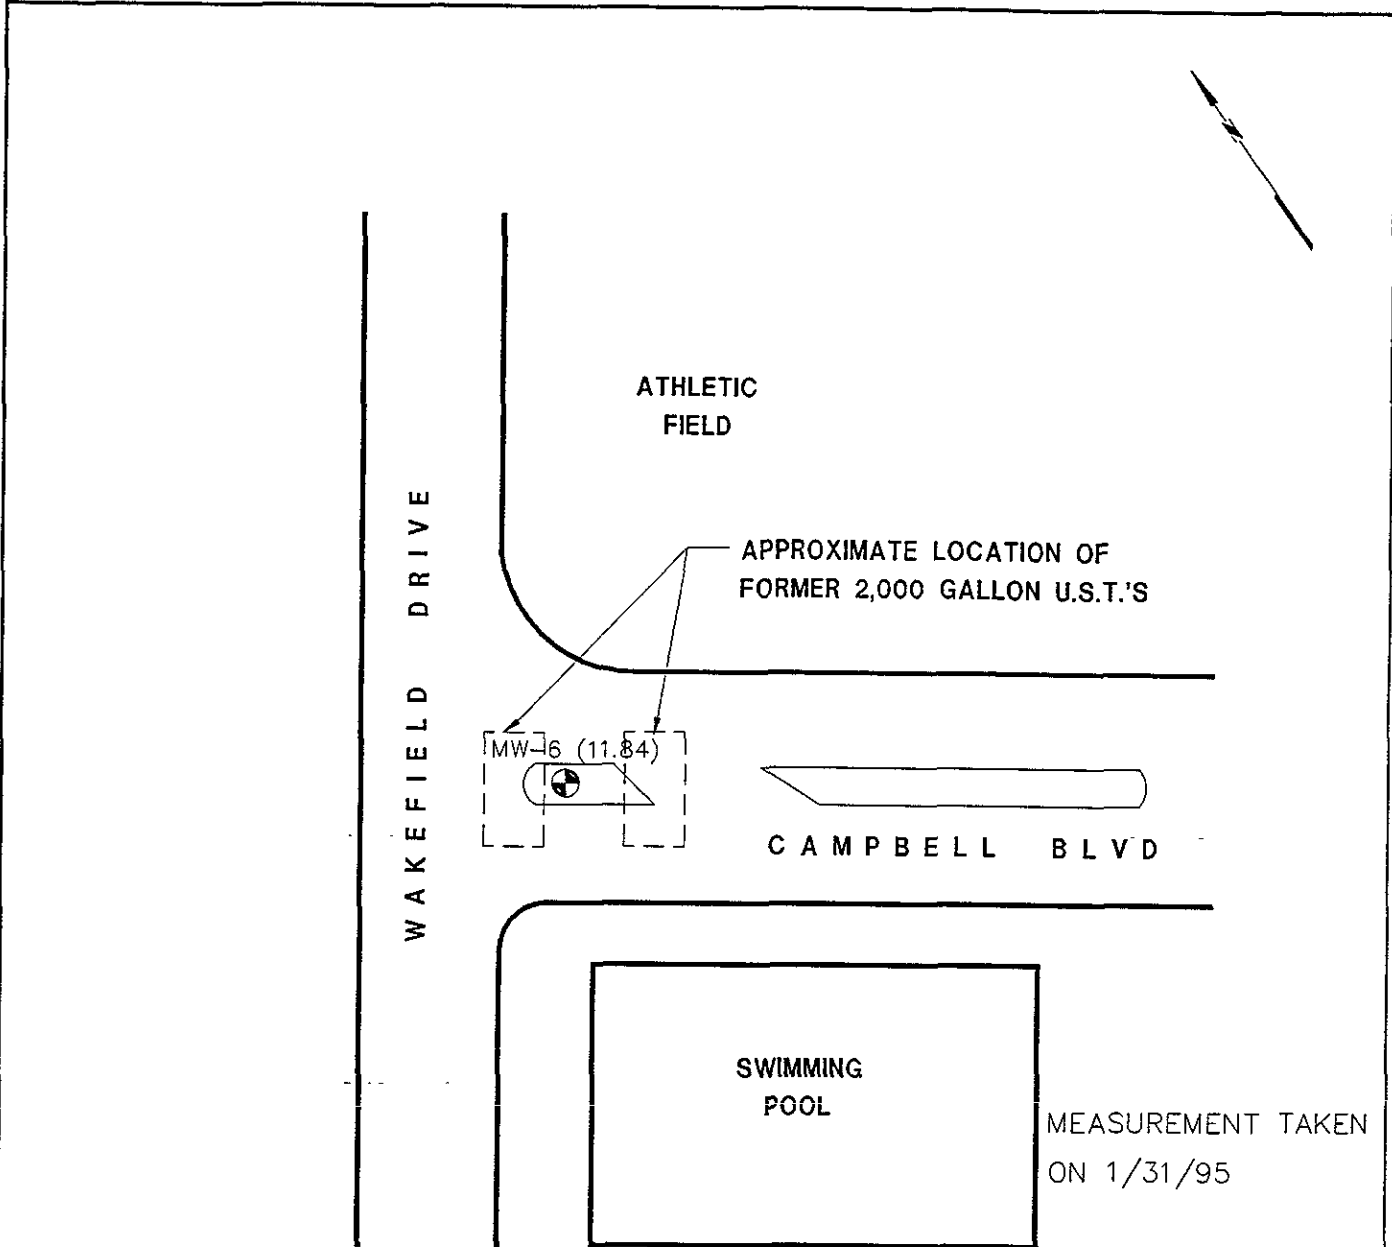 ATHLETIC
FIELD
APPROXIMATE LOCATION OF
FORMER 2,000 GALLON U.S.T.'S
WAKEFIELD DRIVE
MW-6 (11.84)
CAMPBELL BLVD
SWIMMING
POOL
MEASUREMENT TAKEN
ON 1/31/95